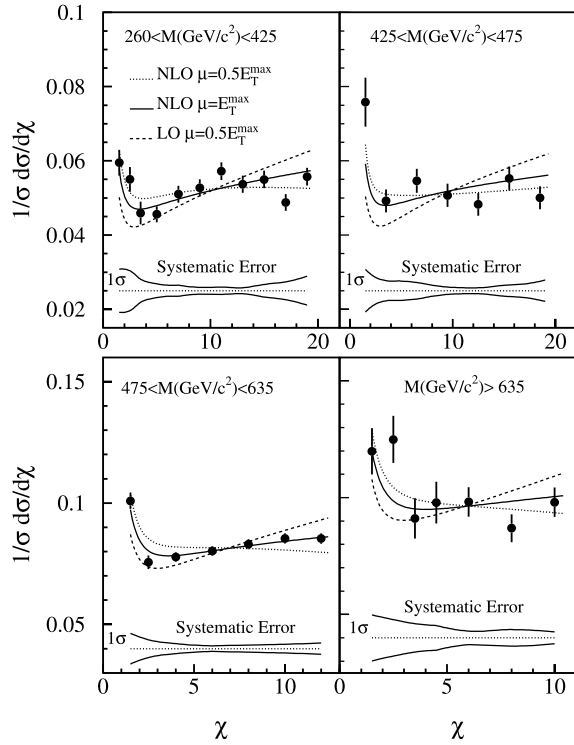 0.1
260<M(GeV/c²)<425
425<M(GeV/c²)<475
NLO μ=0.5E_T^max
NLO μ=E_T^max
LO μ=0.5E_T^max
0.08
0.06
0.04
0.02
1/σ dσ/dχ
Systematic Error
1σ
Systematic Error
1σ
0 10 20
0 10 20
χ
χ
0.15
475<M(GeV/c²)<635
M(GeV/c²)>635
0.1
0.05
1/σ dσ/dχ
Systematic Error
1σ
Systematic Error
1σ
0 5 10
0 5 10
χ
χ